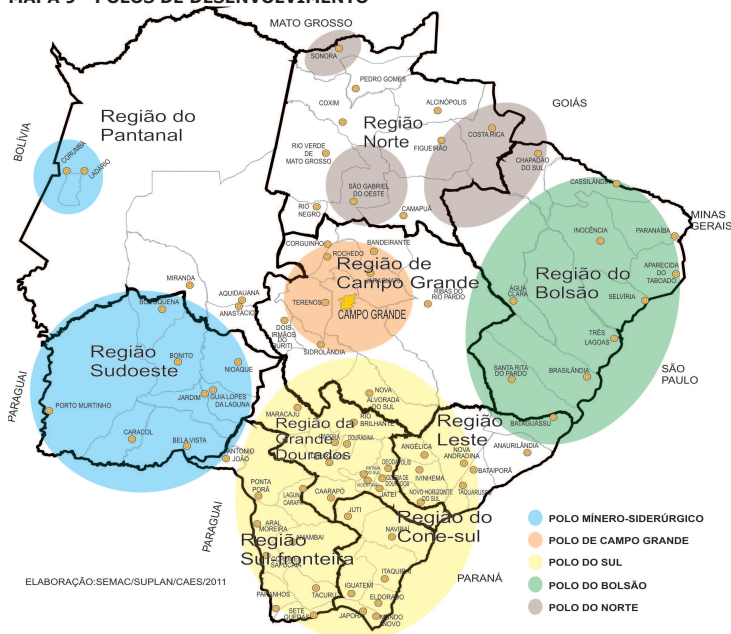 MAPA 9 - POLOS DE DESENVOLVIMENTO
MATO GROSSO
SONORA
PEDRO GOMES
COXIM
ALCINÓPOLIS
GOIÁS
Região do
Pantanal
Região
Norte
COSTA RICA
FIGUEIRÃO
BOLÍVIA
CORUMBÁ
LADÁRIO
RIO VERDE DE
MATO GROSSO
CHAPADÃO
DO SUL
CASSILÂNDIA
SÃO GABRIEL
DO OESTE
RIO
NEGRO
CAMAPUÃ
MINAS
GERAIS
INOCÊNCIA
PARANAÍBA
CORGUINHO
BANDEIRANTE
ROCHEDO
Região de
Campo Grande
Região do
Bolsão
APARECIDA
DO TABOADO
MIRANDA
AQUIDAUANA
ANASTÁCIO
TERENOS
RIBAS DO
RIO PARDO
ÁGUA
CLARA
SELVÍRIA
CAMPO GRANDE
DOIS
IRMÃOS
DO
BURITI
SIDROLÂNDIA
TRÊS
LAGOAS
Região
Sudoeste
BONITO
NIOAQUE
SANTA RITA
DO PARDO
BRASILÂNDIA
SÃO
PAULO
PARAGUAI
JARDIM
GUIA LOPES
DA LAGUNA
PORTO MURTINHO
NOVA
ALVORADA
DO SUL
MARACAJU
RIO
BRILHANTE
Região da
Grande
Dourados
Região
Leste
BATAGUASSU
CARACOL
BELA VISTA
ANTONIO
JOÃO
DOURADINA
ANGÉLICA
NOVA
ANDRADINA
ANAURILÂNDIA
DEODÁPOLIS
BATAIPORÃ
IVINHEMA
VICENTINA
JATEÍ
TAQUARUSSU
NOVO HORIZONTE
DO SUL
PONTA
PORÃ
LAGUNA
CARAPÃ
CAARAPÓ
PARAGUAI
ARAL
MOREIRA
JUTI
Região do
Cone-sul
NAVIRAÍ
AMAMBAI
Região
Sul-fronteira
POLO MÍNERO-SIDERÚRGICO
POLO DE CAMPO GRANDE
POLO DO SUL
POLO DO BOLSÃO
POLO DO NORTE
ELABORAÇÃO:SEMAC/SUPLAN/CAES/2011
PARANÁ
ITAQUIRAÍ
IGUATEMI
TACURU
ELDORADO
PARANHOS
SETE
QUEDAS
JAPORÃ
MUNDO
NOVO